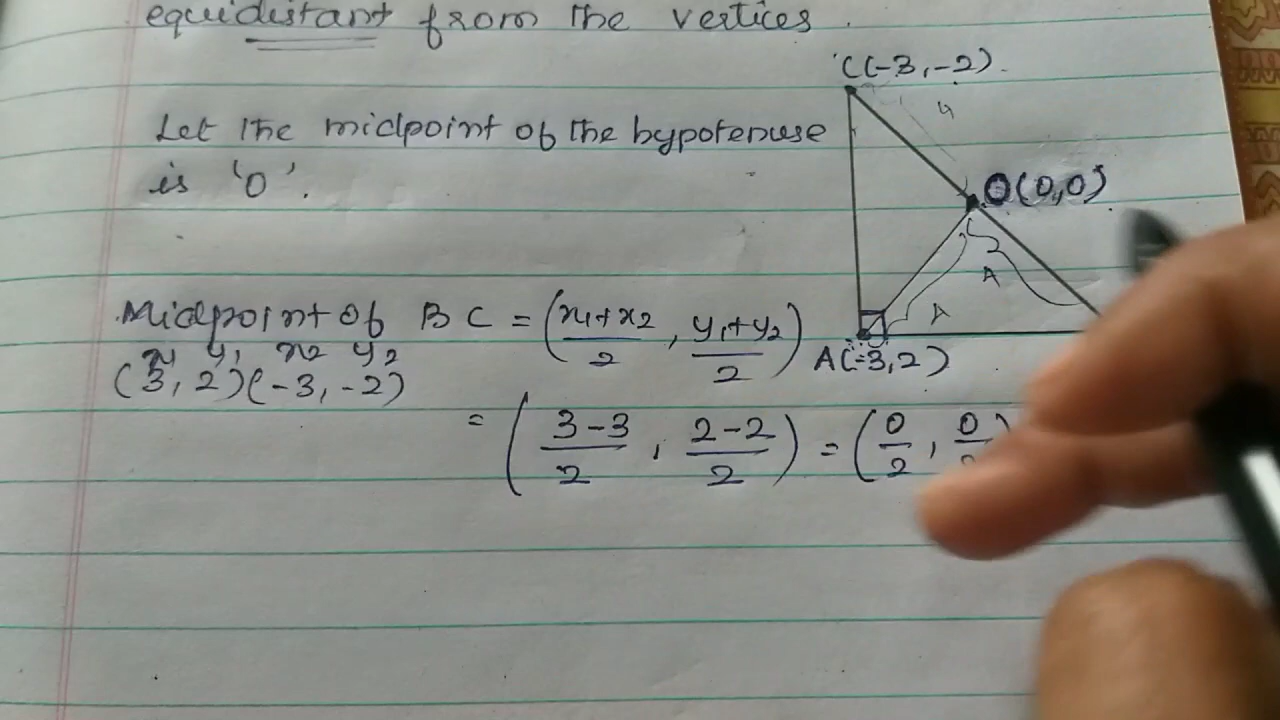 equidistant from the vertices.
C(-3,-2).
Let the midpoint of the hypotenuse
is 'O'.
O(0,0)
Midpoint of BC = (x1+x2/2, y1+y2/2)
A(-3,2)
x1 y1 x2 y2
(3,2)(-3,-2)
= (3-3/2, 2-2/2) = (0/2, 0